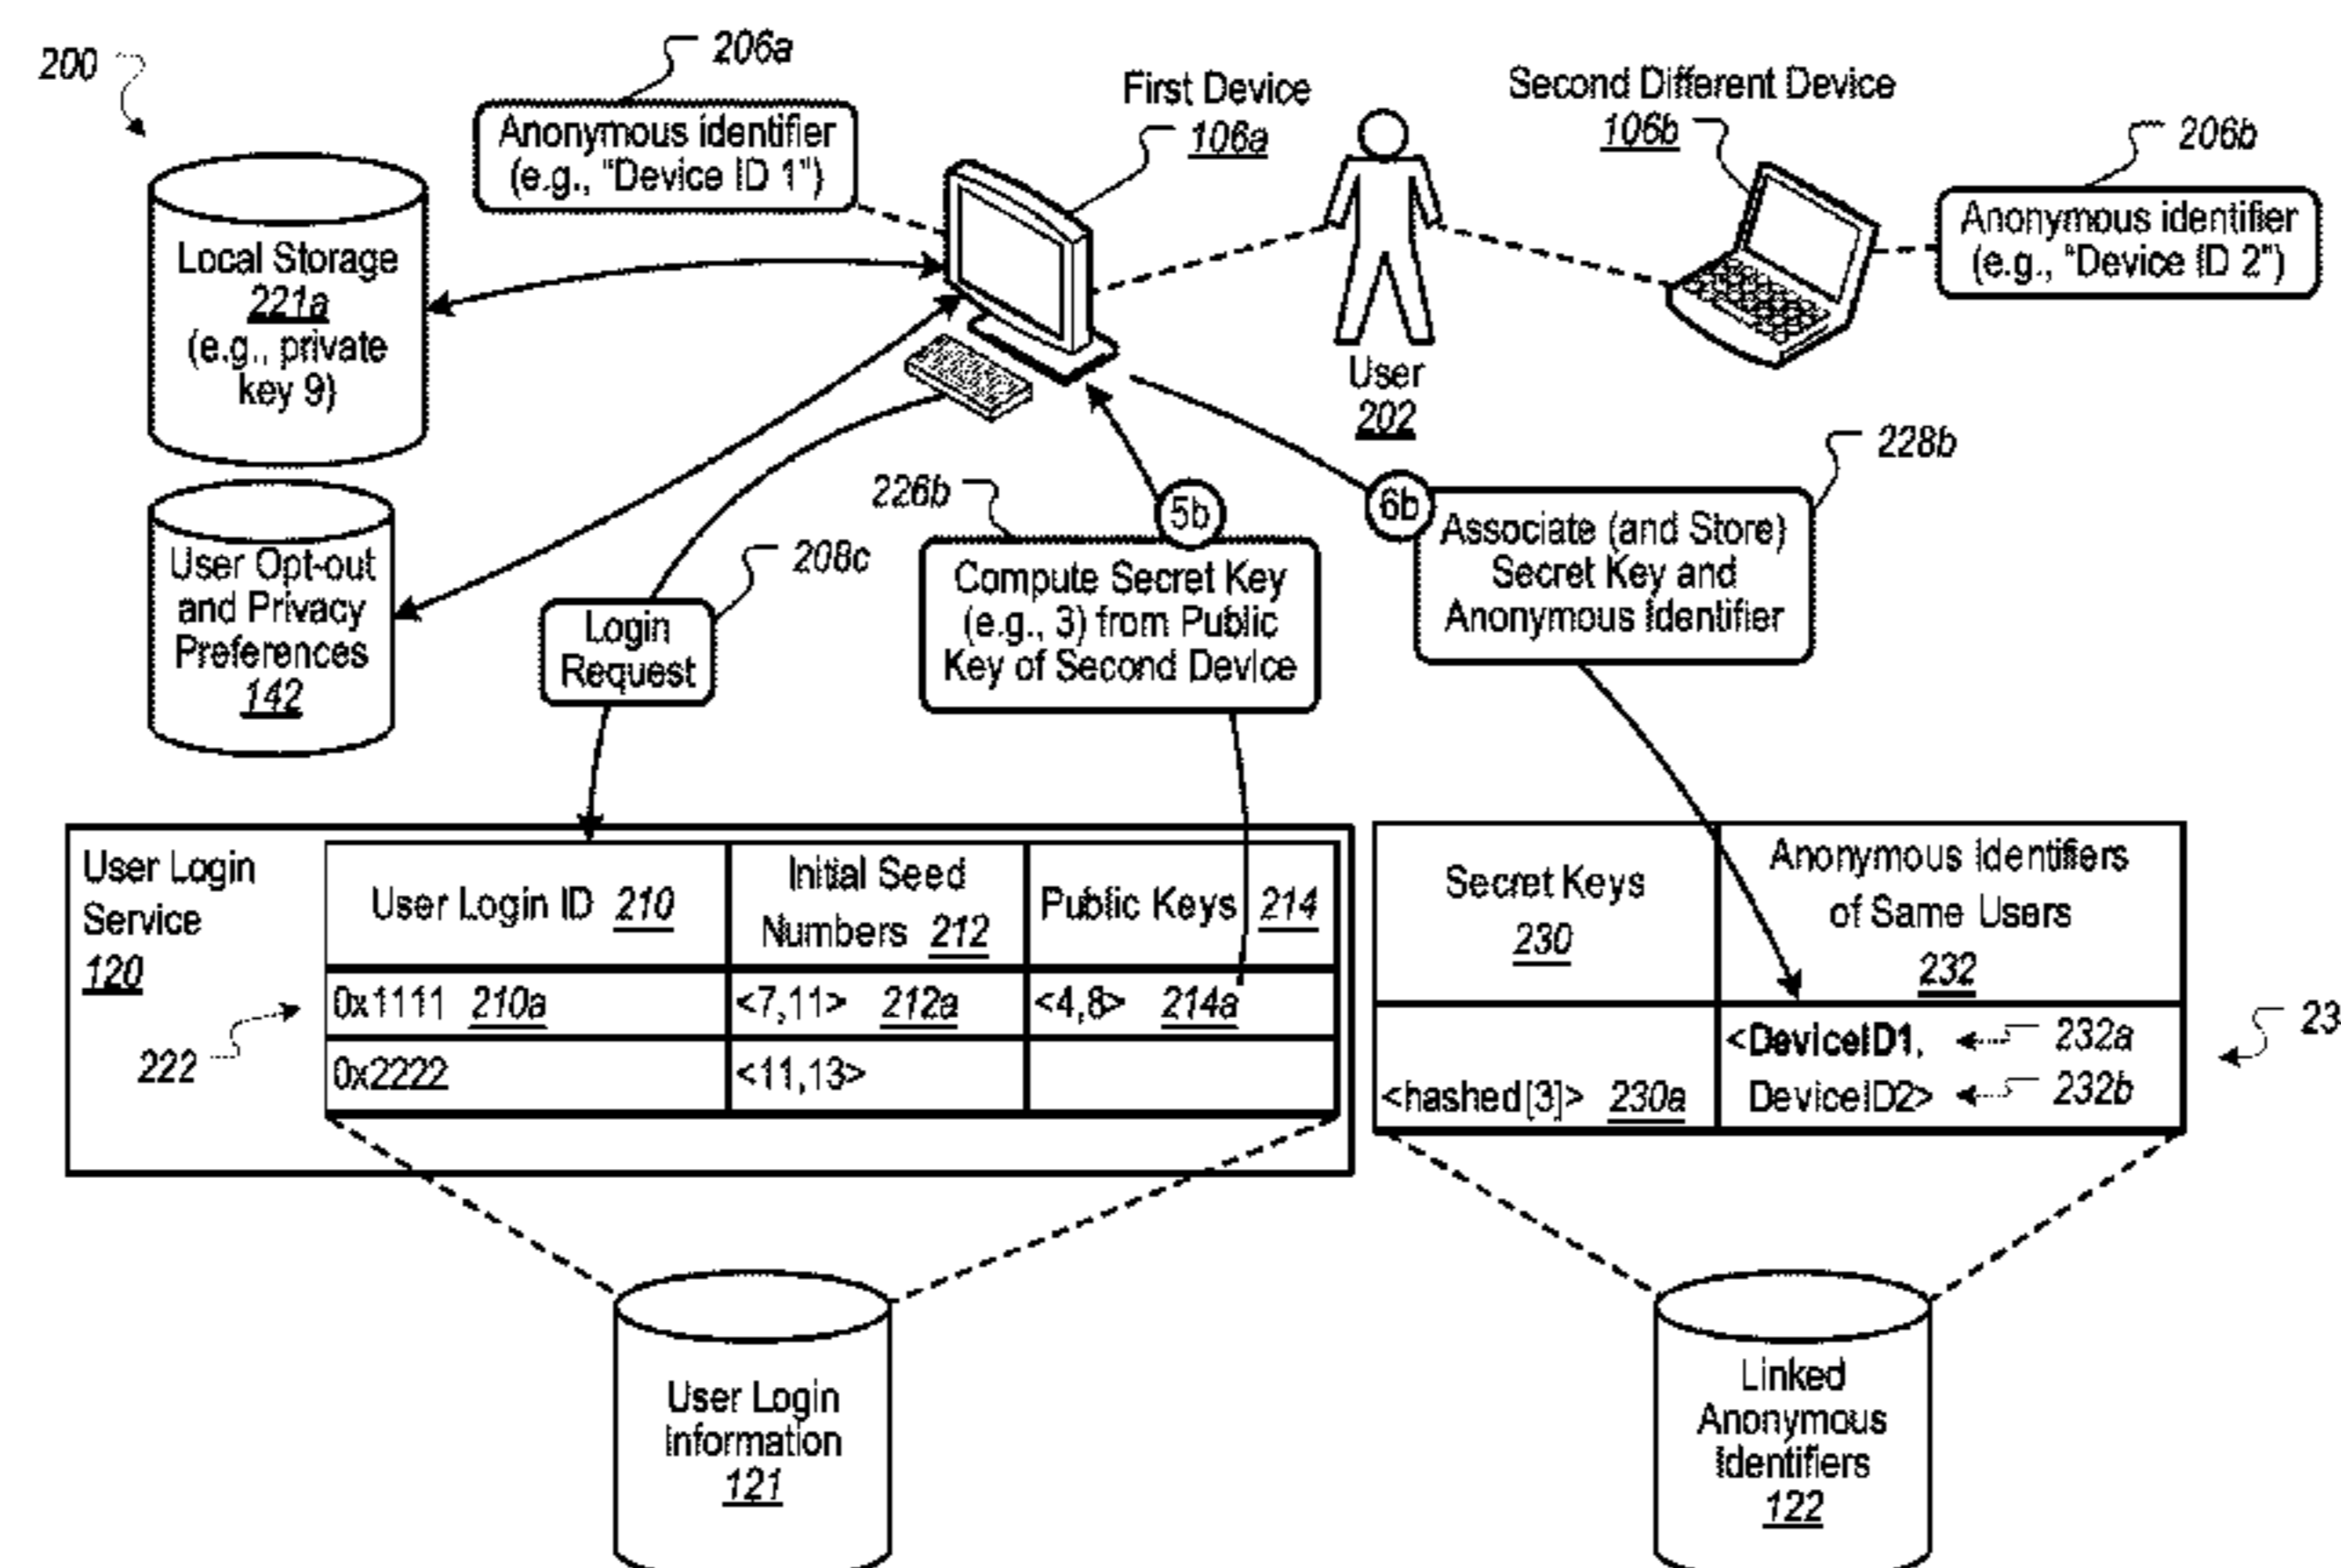 200
206a
Anonymous identifier
(e.g., "Device ID 1")
First Device
106a
Second Different Device
106b
206b
Anonymous identifier
(e.g., "Device ID 2")
Local Storage
221a
(e.g., private
key 9)
User
202
User Opt-out
and Privacy
Preferences
142
208c
Login
Request
226b
5b
Compute Secret Key
(e.g., 3) from Public
Key of Second Device
228b
6b
Associate (and Store)
Secret Key and
Anonymous Identifier
User Login
Service
120
User Login ID 210
Initial Seed
Numbers 212
Public Keys 214
0x1111 210a
<7,11> 212a
<4,8> 214a
222
0x2222
<11,13>
Secret Keys
230
Anonymous Identifiers
of Same Users
232
<DeviceID1, 232a
<hashed[3]> 230a
DeviceID2> 232b
23
User Login
Information
121
Linked
Anonymous
Identifiers
122